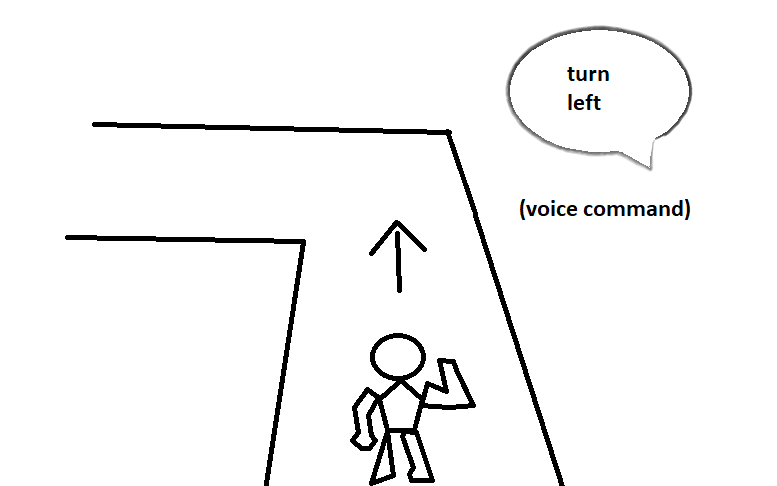 turn
left
(voice command)